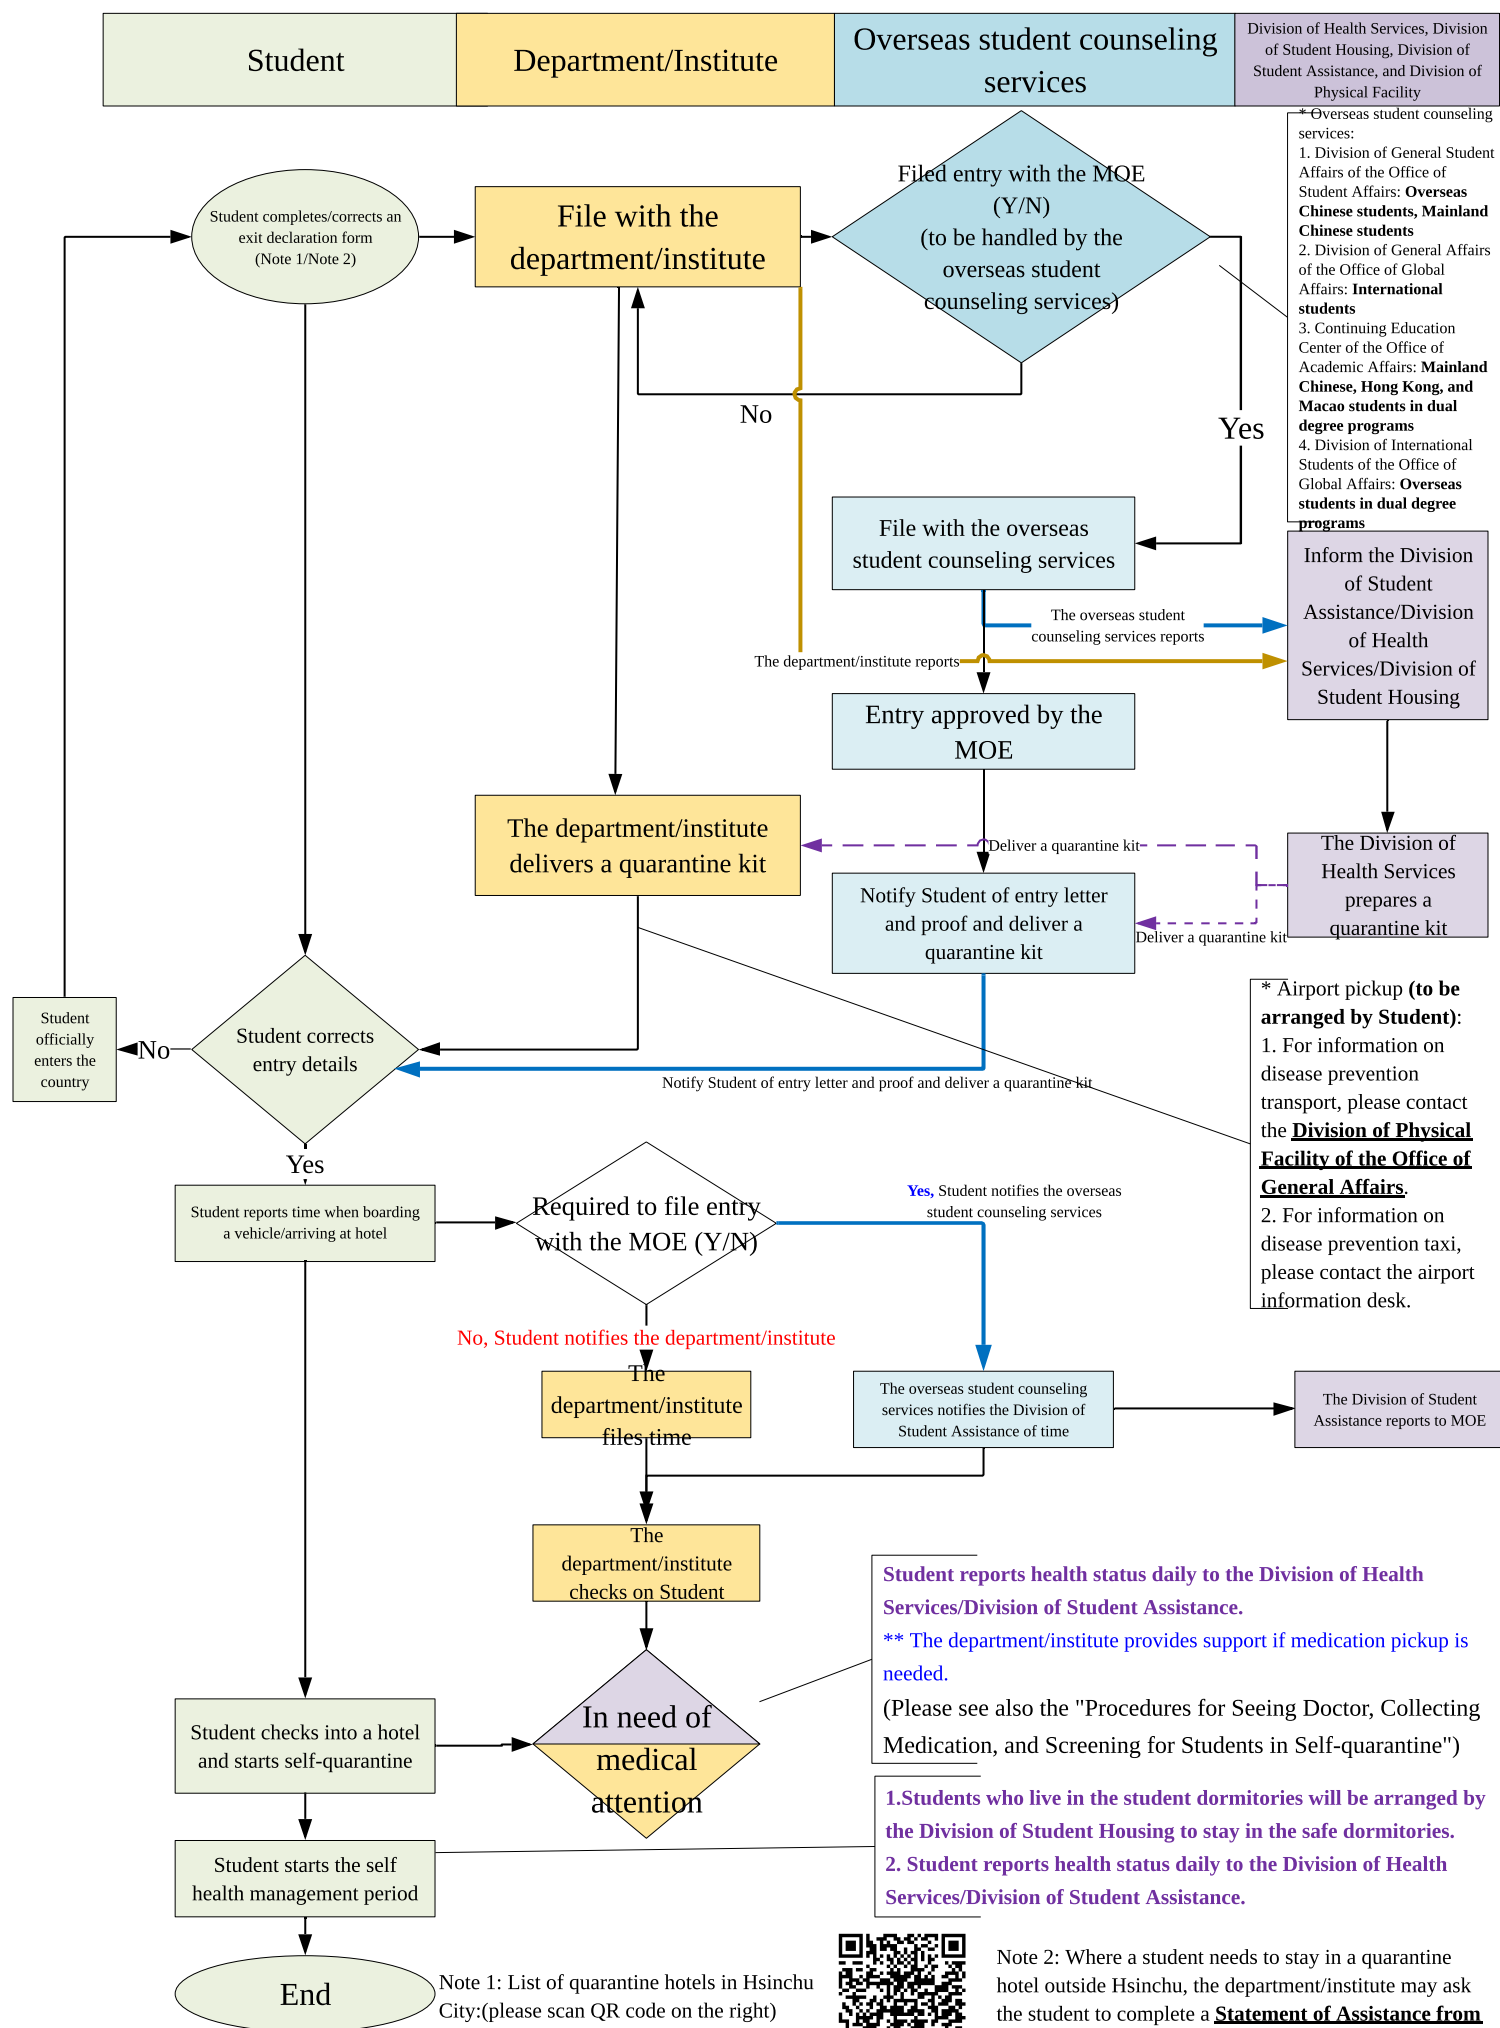 Student
Department/Institute
Overseas student counseling
services
Division of Health Services, Division
of Student Housing, Division of
Student Assistance, and Division of
Physical Facility
* Overseas student counseling
services:
1. Division of General Student
Affairs of the Office of
Student Affairs: Overseas
Chinese students, Mainland
Chinese students
2. Division of General Affairs
of the Office of Global
Affairs: International
students
3. Continuing Education
Center of the Office of
Academic Affairs: Mainland
Chinese, Hong Kong, and
Macao students in dual
degree programs
4. Division of International
Students of the Office of
Global Affairs: Overseas
students in dual degree
programs
Student completes/corrects an
exit declaration form
(Note 1/Note 2)
File with the
department/institute
Filed entry with the MOE
(Y/N)
(to be handled by the
overseas student
counseling services)
No
Yes
File with the overseas
student counseling services
Inform the Division
of Student
Assistance/Division
of Health
Services/Division of
Student Housing
The overseas student
counseling services reports
The department/institute reports
Entry approved by the
MOE
The department/institute
delivers a quarantine kit
Deliver a quarantine kit
The Division of
Health Services
prepares a
quarantine kit
Notify Student of entry letter
and proof and deliver a
quarantine kit
Deliver a quarantine kit
Student
officially
enters the
country
No
Student corrects
entry details
Notify Student of entry letter and proof and deliver a quarantine kit
* Airport pickup (to be
arranged by Student):
1. For information on
disease prevention
transport, please contact
the Division of Physical
Facility of the Office of
General Affairs.
2. For information on
disease prevention taxi,
please contact the airport
information desk.
Yes
Student reports time when boarding
a vehicle/arriving at hotel
Required to file entry
with the MOE (Y/N)
Yes, Student notifies the overseas
student counseling services
No, Student notifies the department/institute
The
department/institute
files time
The overseas student counseling
services notifies the Division of
Student Assistance of time
The Division of Student
Assistance reports to MOE
The
department/institute
checks on Student
Student reports health status daily to the Division of Health
Services/Division of Student Assistance.
** The department/institute provides support if medication pickup is
needed.
(Please see also the "Procedures for Seeing Doctor, Collecting
Medication, and Screening for Students in Self-quarantine")
Student checks into a hotel
and starts self-quarantine
In need of
medical
attention
1.Students who live in the student dormitories will be arranged by
the Division of Student Housing to stay in the safe dormitories.
2. Student reports health status daily to the Division of Health
Services/Division of Student Assistance.
Student starts the self
health management period
End
Note 1: List of quarantine hotels in Hsinchu
City:(please scan QR code on the right)
Note 2: Where a student needs to stay in a quarantine
hotel outside Hsinchu, the department/institute may ask
the student to complete a Statement of Assistance from